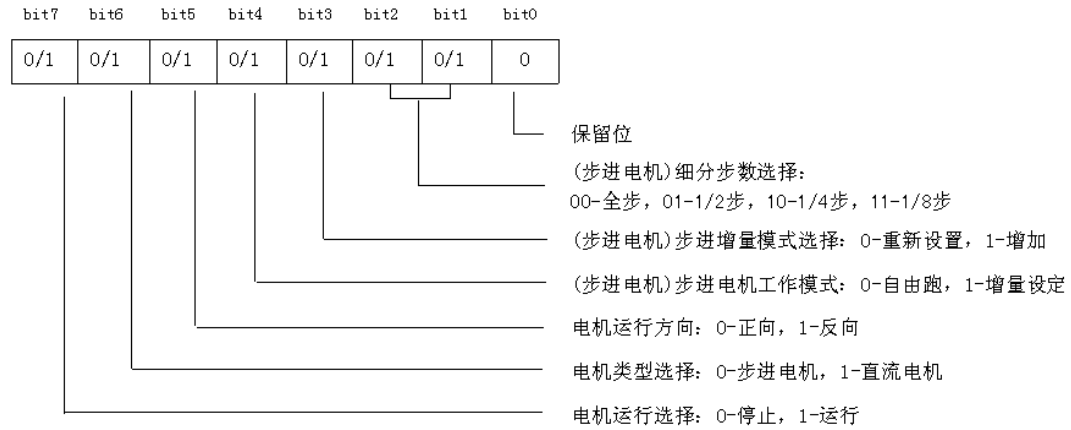 bit7 bit6 bit5 bit4 bit3 bit2 bit1 bit0
0/1 0/1 0/1 0/1 0/1 0/1 0/1 0
保留位
(步进电机)细分步数选择:
00-全步，01-1/2步，10-1/4步，11-1/8步
(步进电机)步进增量模式选择: 0-重新设置，1-增加
(步进电机)步进电机工作模式: 0-自由跑，1-增量设定
电机运行方向: 0-正向，1-反向
电机类型选择: 0-步进电机，1-直流电机
电机运行选择: 0-停止，1-运行